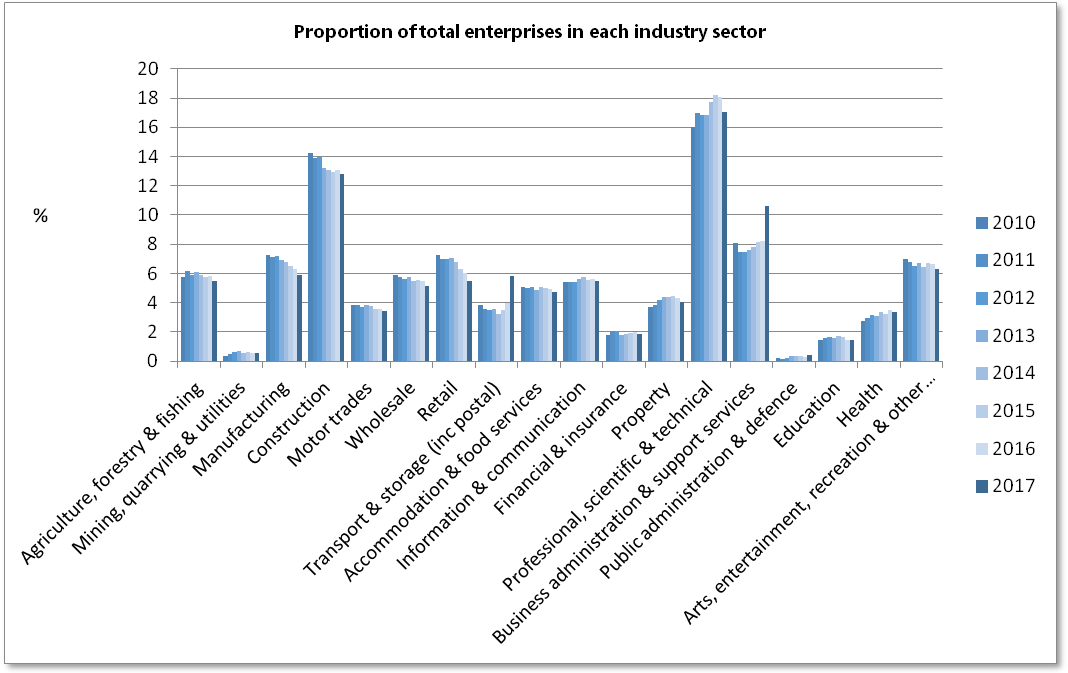 Proportion of total enterprises in each industry sector
20
18
16
14
12
10
8
6
4
2
0
%
Agriculture, forestry & fishing
Mining, quarrying & utilities
Manufacturing
Construction
Motor trades
Wholesale
Retail
Transport & storage (inc postal)
Accommodation & food services
Information & communication
Financial & insurance
Property
Professional, scientific & technical
Business administration & support services
Public administration & defence
Education
Health
Arts, entertainment, recreation & other...
2010
2011
2012
2013
2014
2015
2016
2017